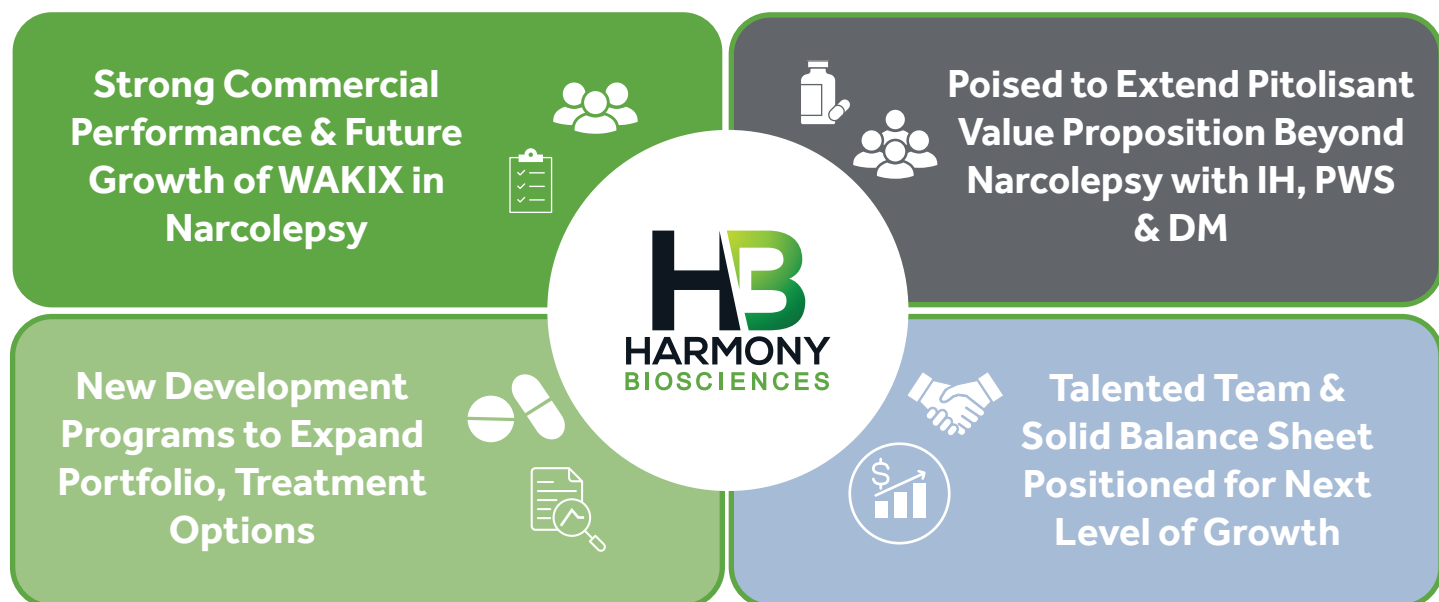 Strong Commercial
Performance & Future
Growth of WAKIX in
Narcolepsy
Poised to Extend Pitolisant
Value Proposition Beyond
Narcolepsy with IH, PWS
& DM
HB
HARMONY
BIOSCIENCES
New Development
Programs to Expand
Portfolio, Treatment
Options
$
Talented Team &
Solid Balance Sheet
Positioned for Next
Level of Growth